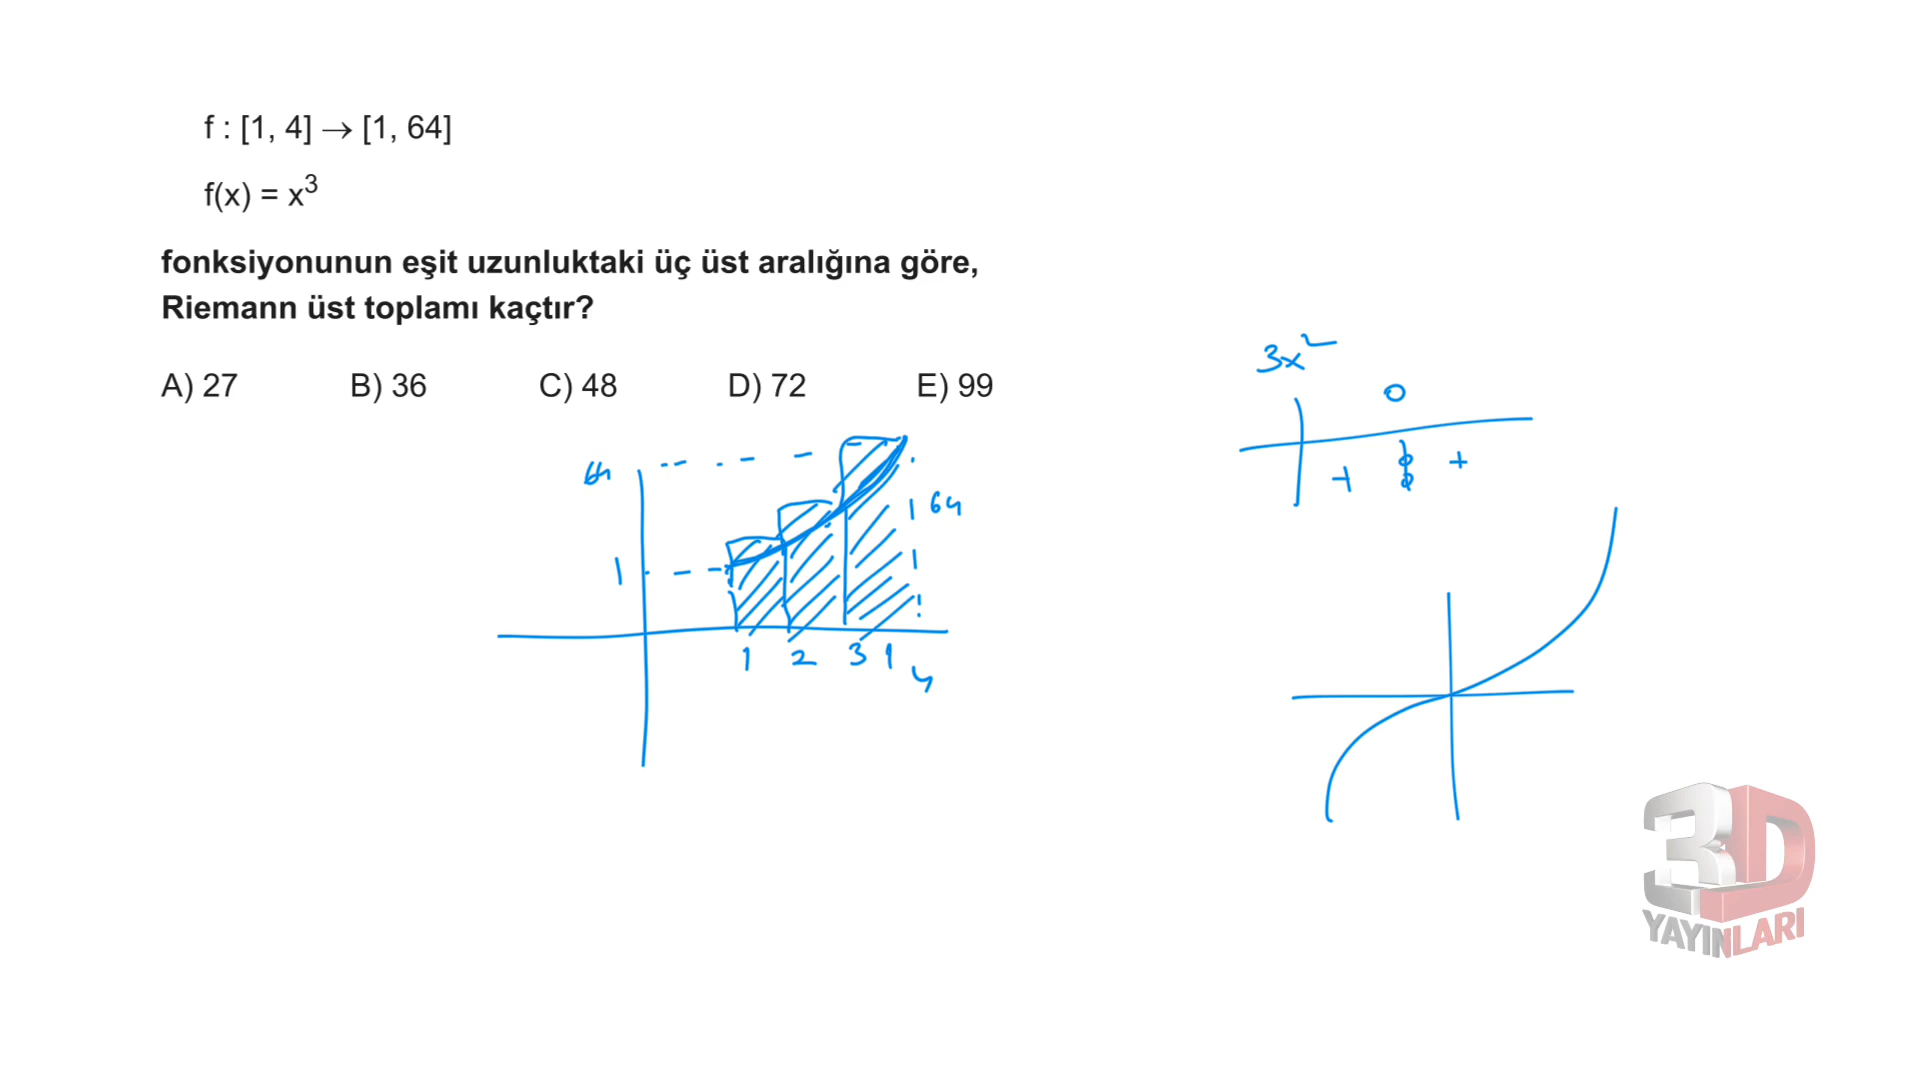 f : [1, 4] → [1, 64]
f(x) = x³
fonksiyonunun eşit uzunluktaki üç üst aralığına göre,
Riemann üst toplamı kaçtır?
A) 27 B) 36 C) 48 D) 72 E) 99
3x²
0
+ +
64
64
1
1 2 3 4
3D
YAYINLARI